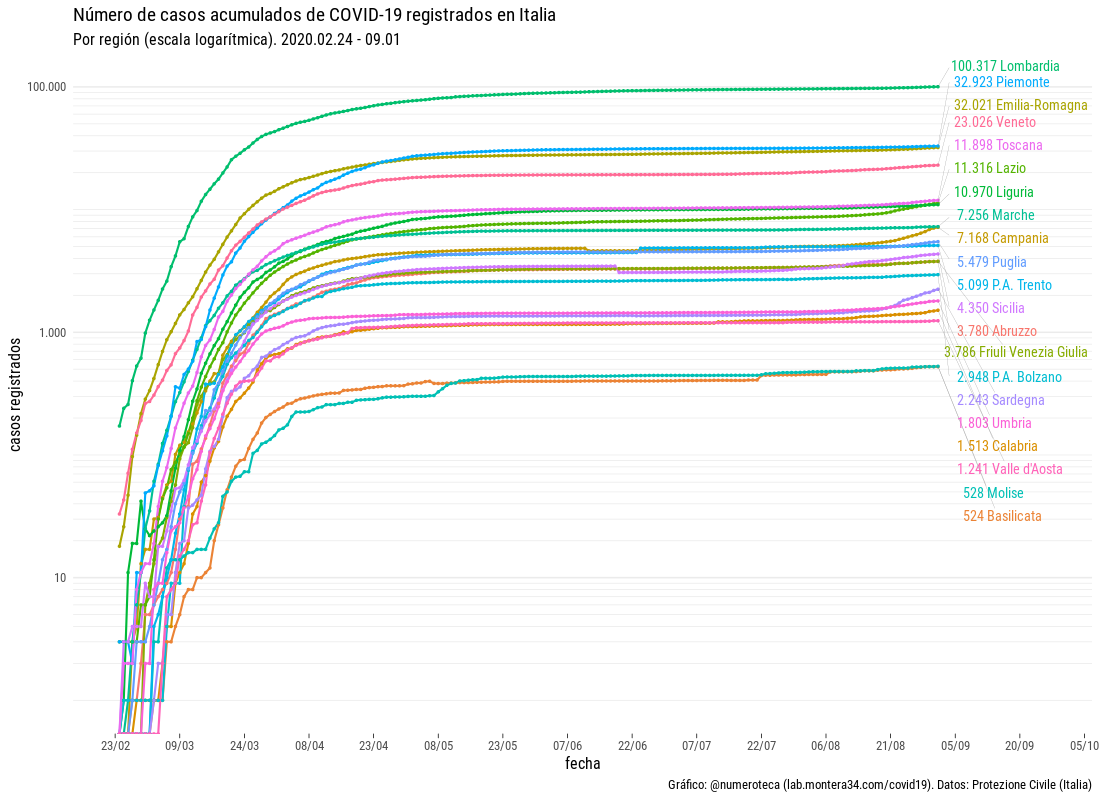 Número de casos acumulados de COVID-19 registrados en Italia
Por región (escala logarítmica). 2020.02.24 - 09.01
casos registrados
100.000
1.000
10
100.317 Lombardia
32.923 Piemonte
32.021 Emilia-Romagna
23.026 Veneto
11.898 Toscana
11.316 Lazio
10.970 Liguria
7.256 Marche
7.168 Campania
5.479 Puglia
5.099 P.A. Trento
4.350 Sicilia
3.780 Abruzzo
3.786 Friuli Venezia Giulia
2.948 P.A. Bolzano
2.243 Sardegna
1.803 Umbria
1.513 Calabria
1.241 Valle d'Aosta
528 Molise
524 Basilicata
23/02 09/03 24/03 08/04 23/04 08/05 23/05 07/06 22/06 07/07 22/07 06/08 21/08 05/09 20/09 05/10
fecha
Gráfico: @numeroteca (lab.montera34.com/covid19). Datos: Protezione Civile (Italia)